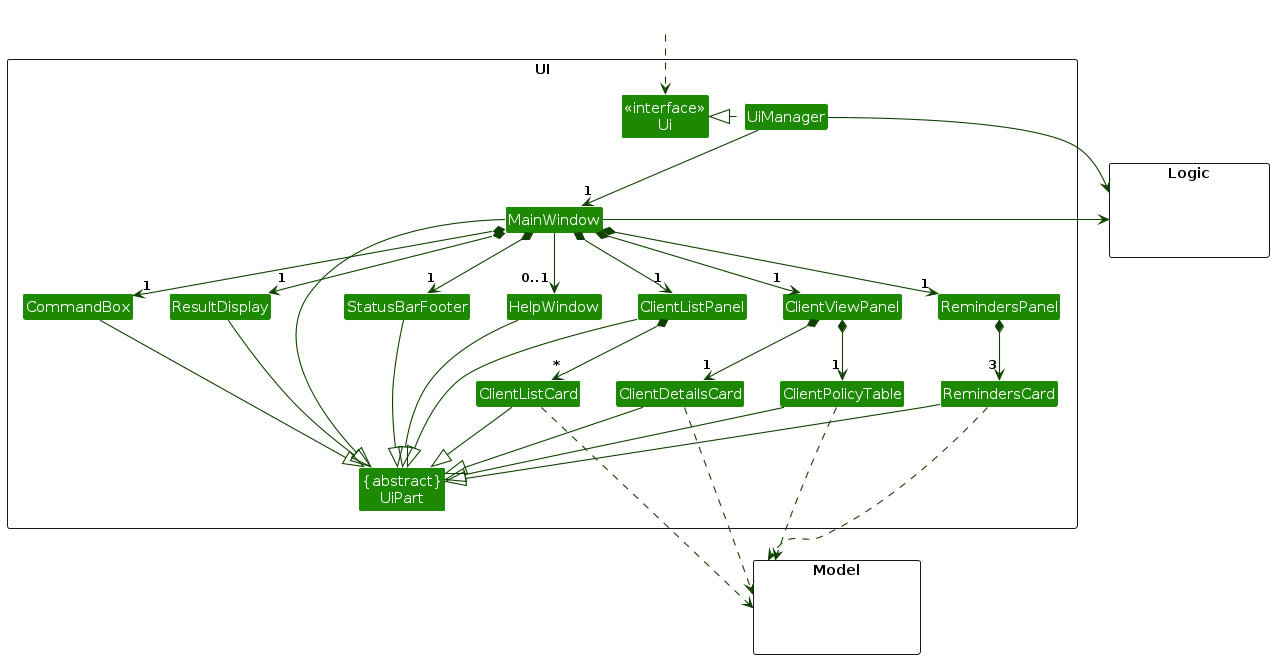 UI
«interface»
Ui
UiManager
Logic
1
MainWindow
1
1
1
0..1
1
1
1
CommandBox
ResultDisplay
StatusBarFooter
HelpWindow
ClientListPanel
ClientViewPanel
RemindersPanel
*
1
1
3
ClientListCard
ClientDetailsCard
ClientPolicyTable
RemindersCard
{abstract}
UiPart
Model